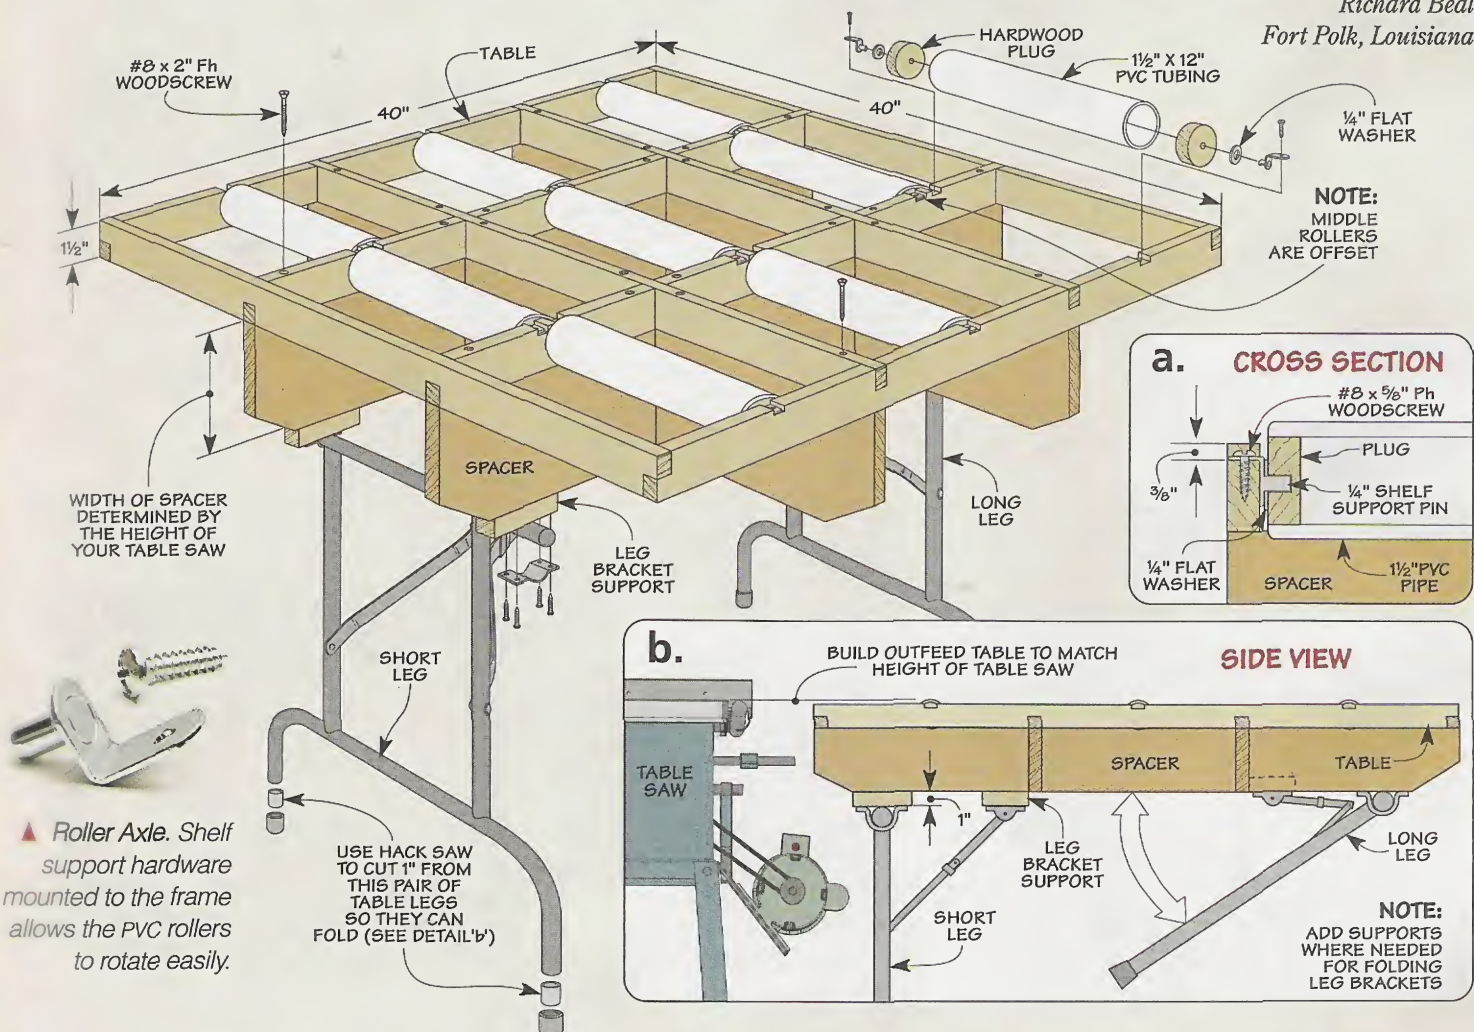 Richard Beal
Fort Polk, Louisiana
#8 x 2" Fh
WOODSCREW
TABLE
40"
40"
HARDWOOD
PLUG
1½" X 12"
PVC TUBING
¼" FLAT
WASHER
NOTE:
MIDDLE
ROLLERS
ARE OFFSET
1½"
WIDTH OF SPACER
DETERMINED BY
THE HEIGHT OF
YOUR TABLE SAW
SPACER
LONG
LEG
LEG
BRACKET
SUPPORT
SHORT
LEG
USE HACK SAW
TO CUT 1" FROM
THIS PAIR OF
TABLE LEGS
SO THEY CAN
FOLD (SEE DETAIL'b')
▲ Roller Axle. Shelf
support hardware
mounted to the frame
allows the PVC rollers
to rotate easily.
a. CROSS SECTION
#8 x ⅝" Ph
WOODSCREW
PLUG
⅜"
¼" SHELF
SUPPORT PIN
¼" FLAT
WASHER
SPACER
1½"PVC
PIPE
b. SIDE VIEW
BUILD OUTFEED TABLE TO MATCH
HEIGHT OF TABLE SAW
TABLE
SAW
SPACER
TABLE
1"
LEG
BRACKET
SUPPORT
SHORT
LEG
LONG
LEG
NOTE:
ADD SUPPORTS
WHERE NEEDED
FOR FOLDING
LEG BRACKETS